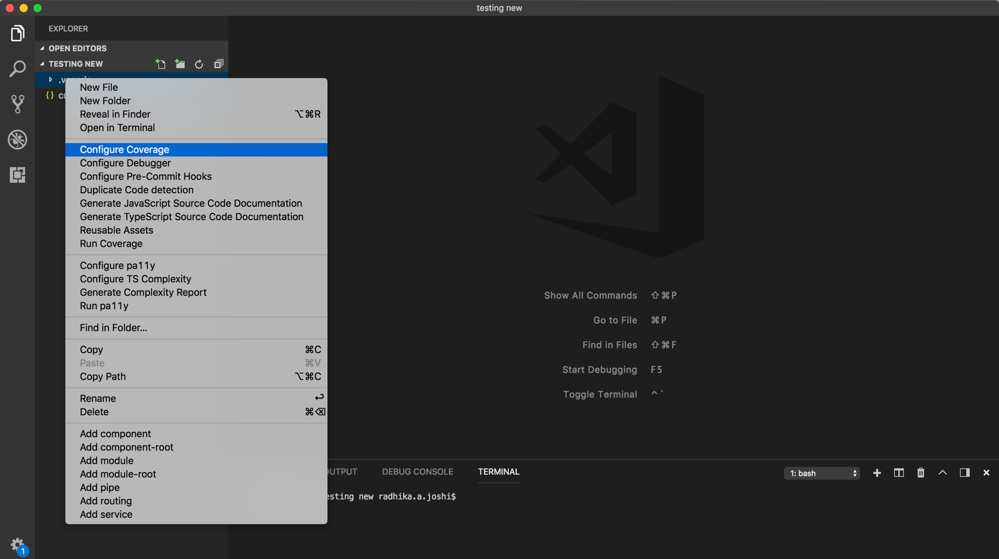 testing new
EXPLORER
OPEN EDITORS
TESTING NEW
{}
New File
New Folder
Reveal in Finder ⌥⌘R
Open in Terminal
Configure Coverage
Configure Debugger
Configure Pre-Commit Hooks
Duplicate Code detection
Generate JavaScript Source Code Documentation
Generate TypeScript Source Code Documentation
Reusable Assets
Run Coverage
Configure pa11y
Configure TS Complexity
Generate Complexity Report
Run pa11y
Find in Folder...
Copy ⌘C
Paste ⌘V
Copy Path ⌥⌘C
Rename ↩
Delete ⌘⌫
Add component
Add component-root
Add module
Add module-root
Add pipe
Add routing
Add service
Show All Commands ⇧⌘P
Go to File ⌘P
Find in Files ⇧⌘F
Start Debugging F5
Toggle Terminal ^`
OUTPUT DEBUG CONSOLE TERMINAL 1: bash
esting new radhika.a.joshi$
1